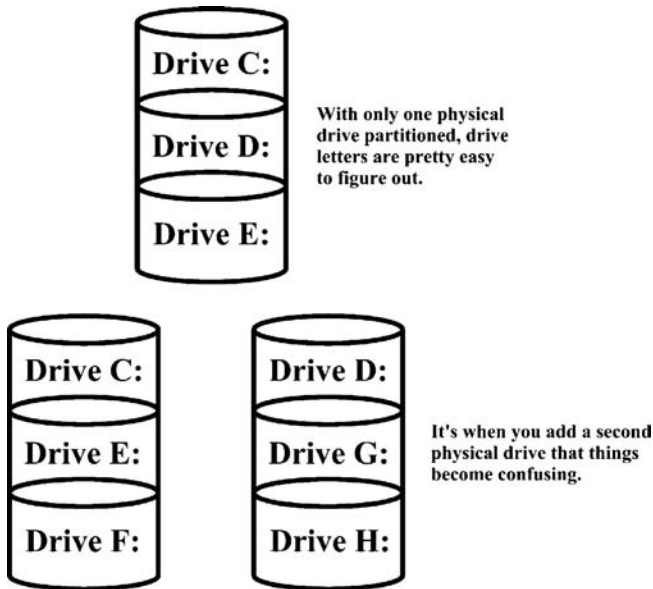 Drive C:
Drive D:
Drive E:
With only one physical
drive partitioned, drive
letters are pretty easy
to figure out.
Drive C:
Drive E:
Drive F:
Drive D:
Drive G:
Drive H:
It's when you add a second
physical drive that things
become confusing.